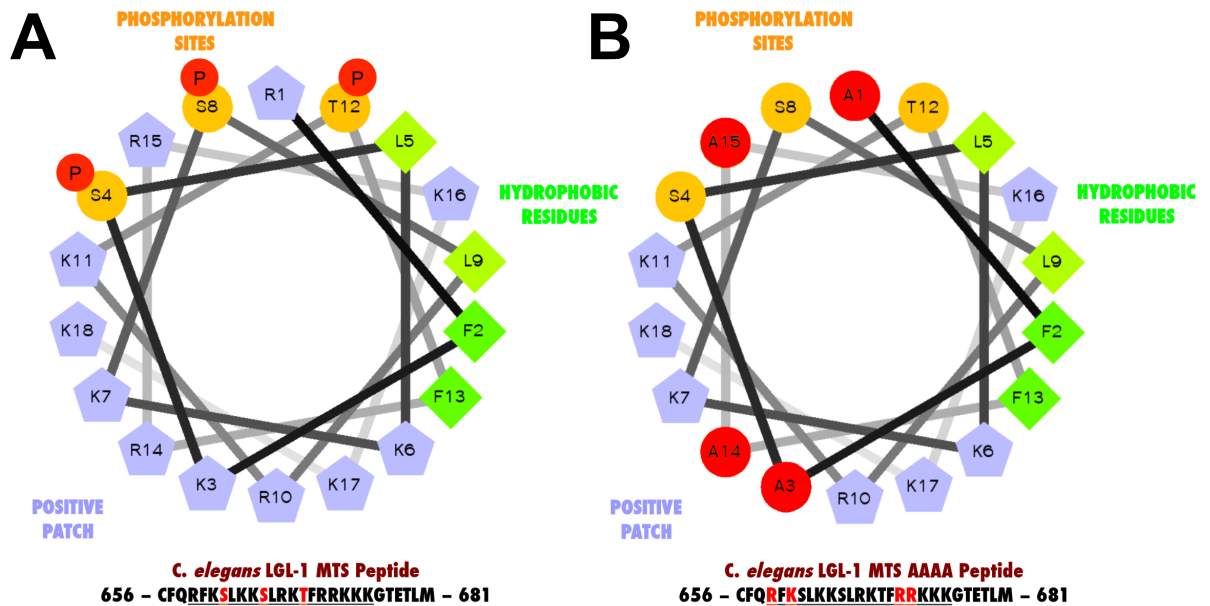 A
PHOSPHORYLATION
SITES
P
P
R1
S8
T12
R15
L5
P
S4
K16
HYDROPHOBIC
RESIDUES
K11
L9
K18
F2
K7
F13
R14
K6
K3
R10
K17
POSITIVE
PATCH
C. elegans LGL-1 MTS Peptide
656 – CFQRFKSLKKSLRKTFRRKKKGTETLM – 681
B
PHOSPHORYLATION
SITES
A1
S8
T12
A15
L5
S4
K16
HYDROPHOBIC
RESIDUES
K11
L9
K18
F2
K7
F13
A14
K6
A3
R10
K17
POSITIVE
PATCH
C. elegans LGL-1 MTS AAAA Peptide
656 – CFQRFKSLKKSLRKTFRRKKKGTETLM – 681